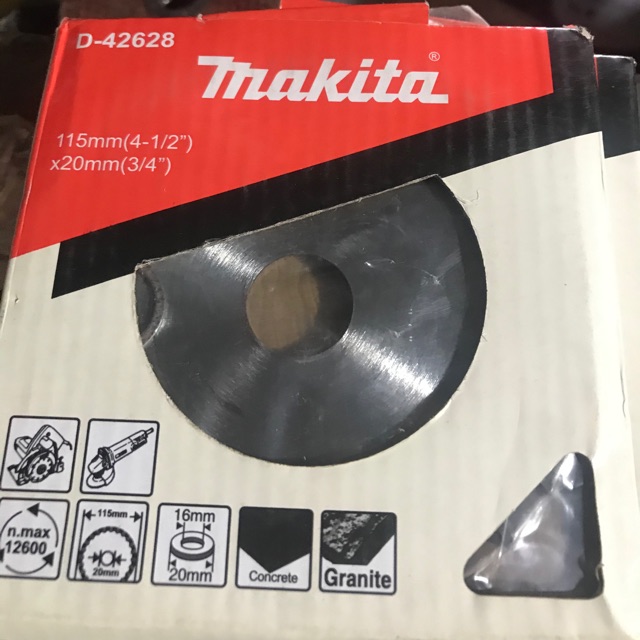 D-42628
makita®
115mm(4-1/2")
x20mm(3/4")
n.max
12600
115mm
20mm
16mm
20mm
Concrete
Granite